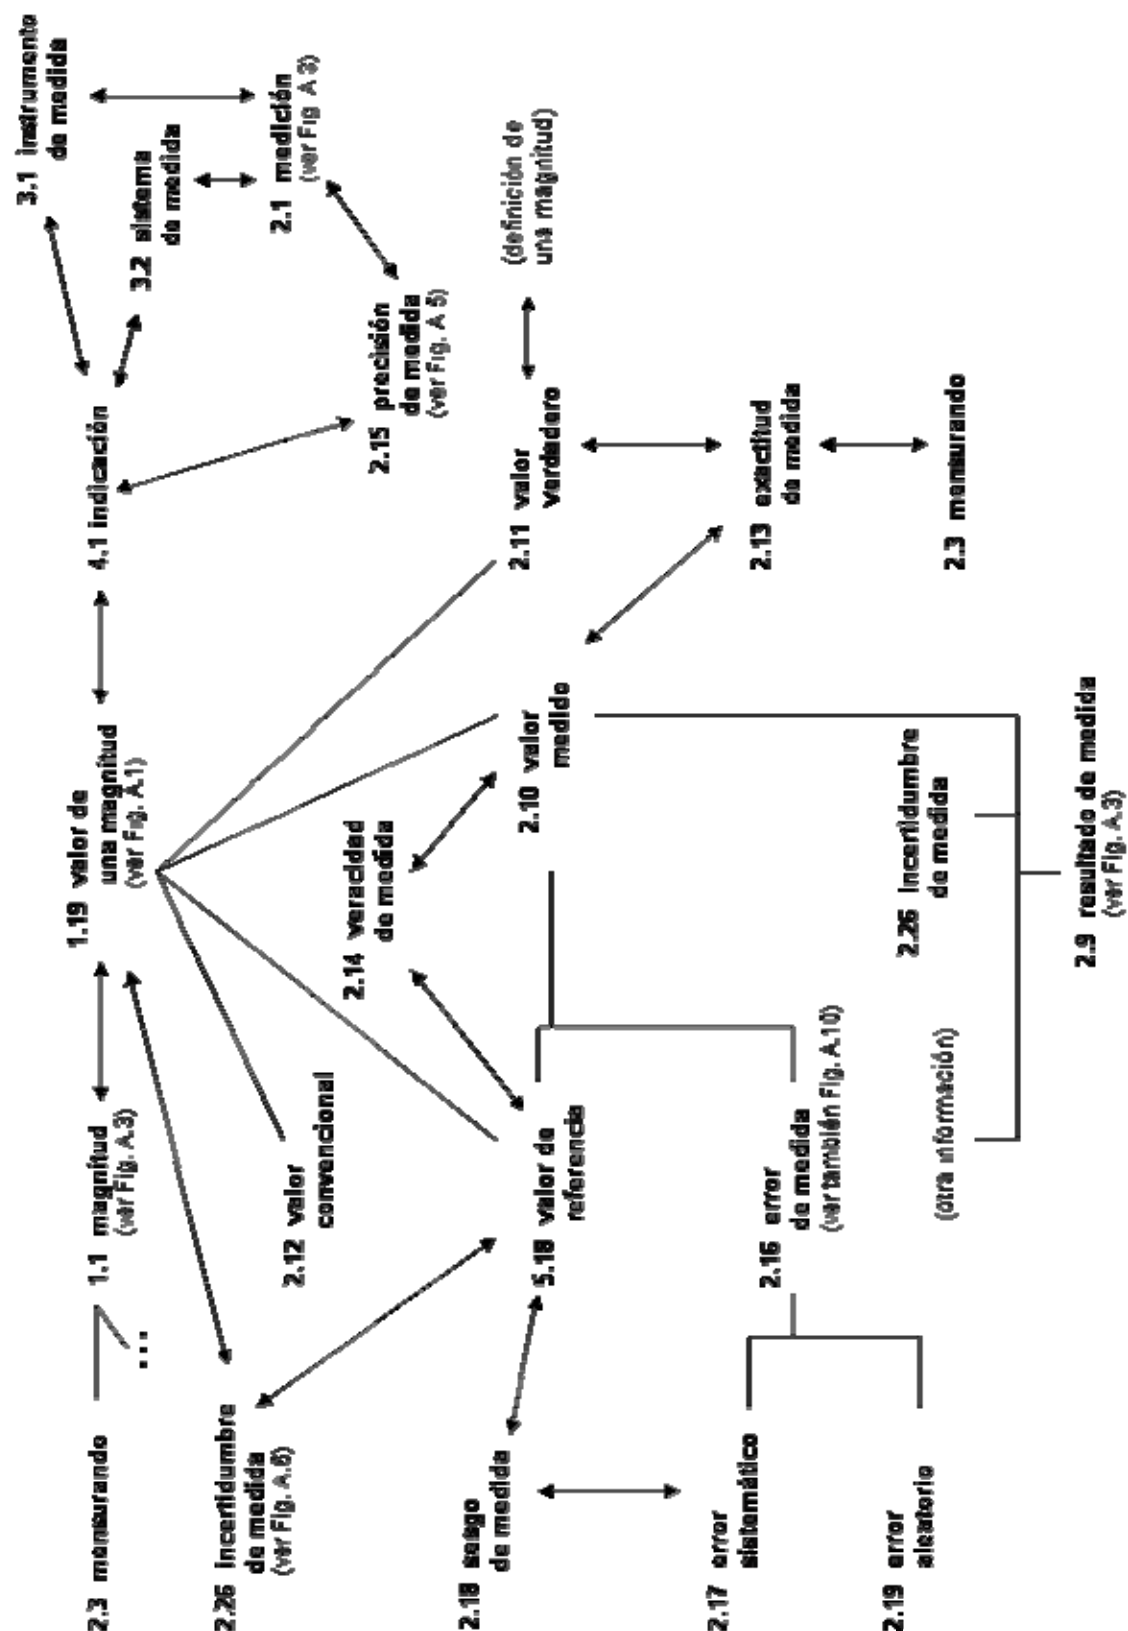 2.3 mensurando
1.1 magnitud
(ver Fig. A.3)
...
1.19 valor de
una magnitud
(ver Fig. A.1)
4.1 indicación
3.1 instrumento
de medida
3.2 sistema
de medida
2.26 incertidumbre
de medida
(ver Fig. A.6)
2.12 valor
convencional
2.14 veracidad
de medida
2.15 precisión
de medida
(ver Fig. A 5)
2.1 medición
(ver Fig. A 3)
2.18 sesgo
de medida
5.18 valor de
referencia
2.10 valor
medido
2.11 valor
verdadero
(definición de
una magnitud)
2.17 error
sistemático
2.16 error
de medida
(ver también Fig. A.10)
2.13 exactitud
de medida
2.19 error
aleatorio
(otra información)
2.26 incertidumbre
de medida
2.3 mensurando
2.9 resultado de medida
(ver Fig. A.3)